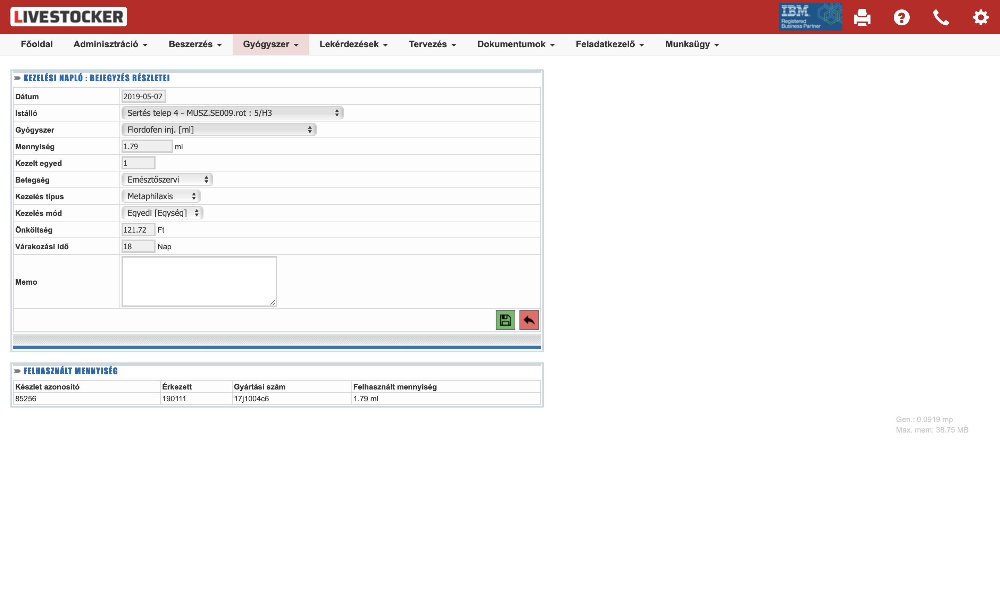 LIVESTOCKER
IBM
Registered
Business Partner
Főoldal Adminisztráció Beszerzés Gyógyszer Lekérdezések Tervezés Dokumentumok Feladatkezelő Munkaügy
KEZELÉSI NAPLÓ : BEJEGYZÉS RÉSZLETEI
Dátum 2019-05-07
Istálló Sertés telep 4 - MUSZ.SE009.rot : 5/H3
Gyógyszer Flordofen inj. [ml]
Mennyiség 1.79 ml
Kezelt egyed 1
Betegség Emésztőszervi
Kezelés típus Metaphilaxis
Kezelés mód Egyedi [Egység]
Önköltség 121.72 Ft
Várakozási idő 18 Nap
Memo
FELHASZNÁLT MENNYISÉG
Készlet azonosító Érkezett Gyártási szám Felhasznált mennyiség
85256 190111 17j1004c6 1.79 ml
Gen.: 0.0919 mp
Max. mem: 38.75 MB